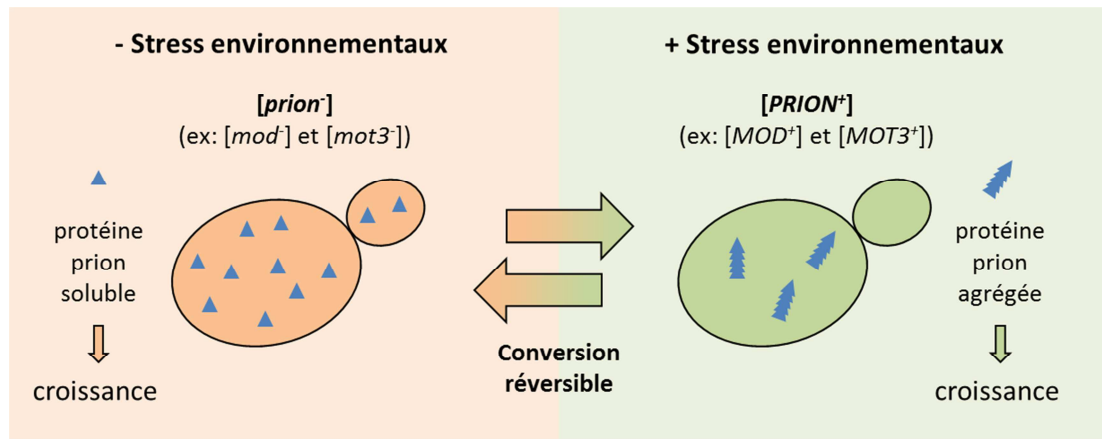 - Stress environnementaux
[prion-]
(ex: [mod-] et [mot3-])
protéine
prion
soluble
croissance
Conversion
réversible
+ Stress environnementaux
[PRION+]
(ex: [MOD+] et [MOT3+])
protéine
prion
agrégée
croissance